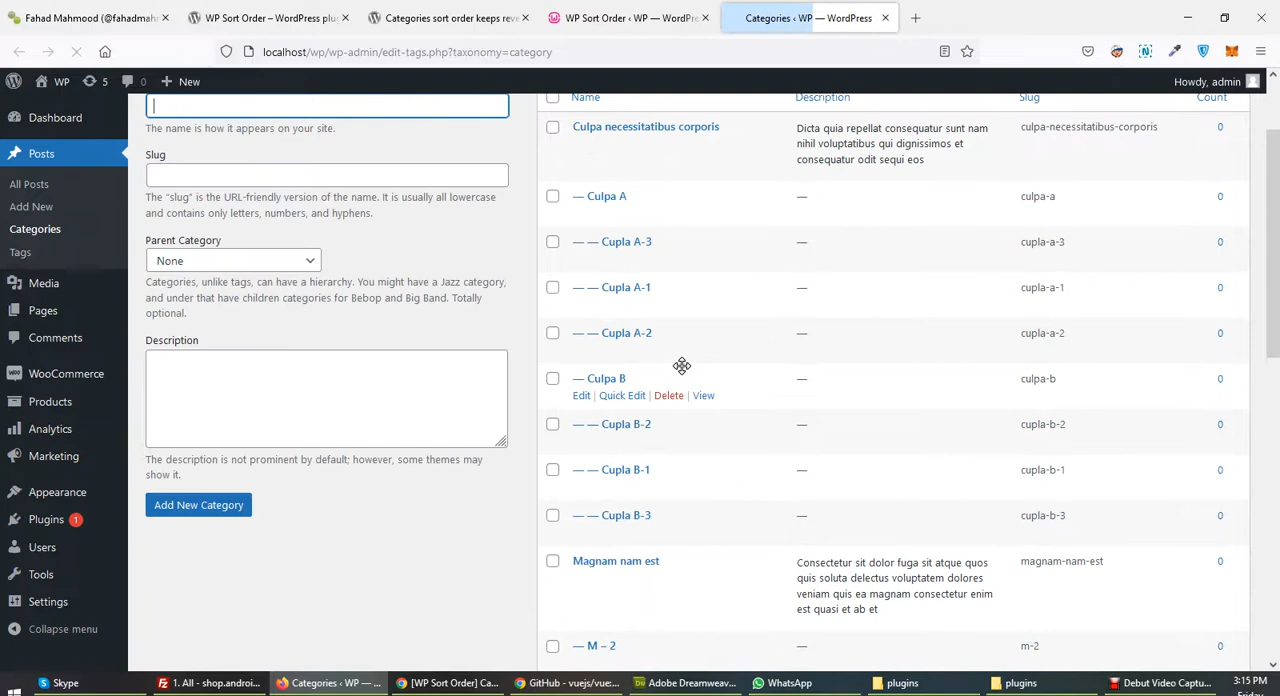 Fahad Mahmood (@fahadmah
WP Sort Order – WordPress plu
Categories sort order keeps reve
WP Sort Order ‹ WP — WordPre
Categories ‹ WP — WordPress
localhost/wp/wp-admin/edit-tags.php?taxonomy=category
WP
5
0
New
Howdy, admin
Dashboard
Posts
All Posts
Add New
Categories
Tags
Media
Pages
Comments
WooCommerce
Products
Analytics
Marketing
Appearance
Plugins 1
Users
Tools
Settings
Collapse menu
The name is how it appears on your site.
Slug
The “slug” is the URL-friendly version of the name. It is usually all lowercase
and contains only letters, numbers, and hyphens.
Parent Category
None
Categories, unlike tags, can have a hierarchy. You might have a Jazz category,
and under that have children categories for Bebop and Big Band. Totally
optional.
Description
The description is not prominent by default; however, some themes may
show it.
Add New Category
Name Description Slug Count
Culpa necessitatibus corporis
Dicta quia repellat consequatur sunt nam
nihil voluptatibus qui dignissimos et
consequatur odit sequi eos
culpa-necessitatibus-corporis 0
— Culpa A — culpa-a 0
— — Cupla A-3 — cupla-a-3 0
— — Cupla A-1 — cupla-a-1 0
— — Cupla A-2 — cupla-a-2 0
— Culpa B — culpa-b 0
Edit | Quick Edit | Delete | View
— — Cupla B-2 — cupla-b-2 0
— — Cupla B-1 — cupla-b-1 0
— — Cupla B-3 — cupla-b-3 0
Magnam nam est
Consectetur sit dolor fuga sit atque quos
quis soluta delectus voluptatem dolores
veniam quis ea magnam consectetur enim
est quasi et ab et
magnam-nam-est 0
— M – 2 — m-2 0
Skype
1. All - shop.androi...
Categories ‹ WP — ...
[WP Sort Order] Ca...
GitHub - vuejs/vue:...
Adobe Dreamweav...
WhatsApp
plugins
plugins
Debut Video Captu...
3:15 PM